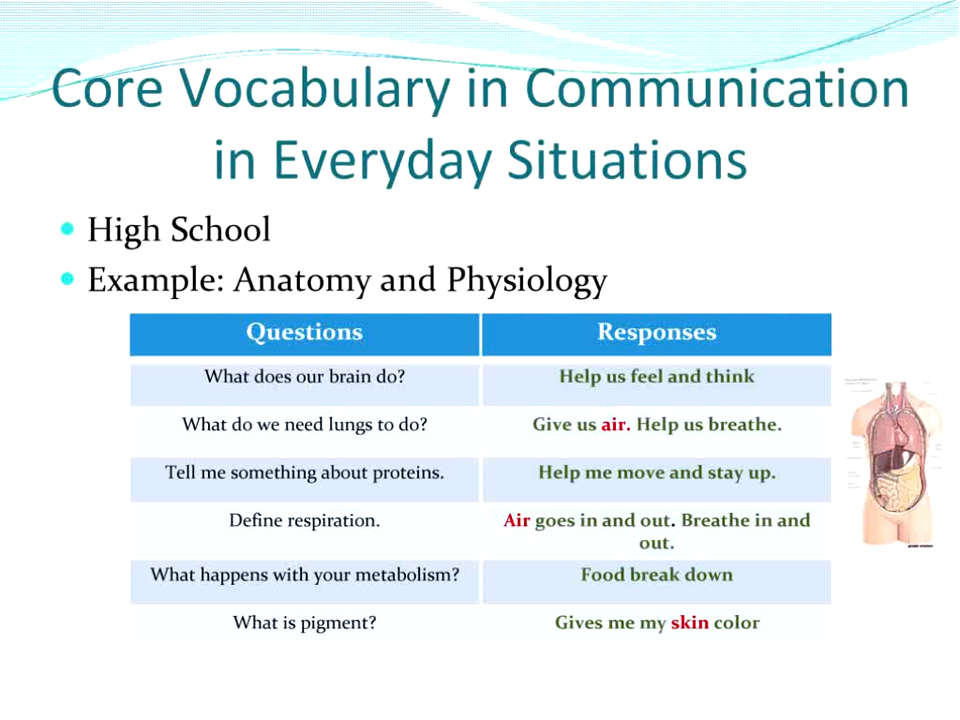 Core Vocabulary in Communication
in Everyday Situations
High School
Example: Anatomy and Physiology
Questions Responses
What does our brain do? Help us feel and think
What do we need lungs to do? Give us air. Help us breathe.
Tell me something about proteins. Help me move and stay up.
Define respiration. Air goes in and out. Breathe in and
out.
What happens with your metabolism? Food break down
What is pigment? Gives me my skin color